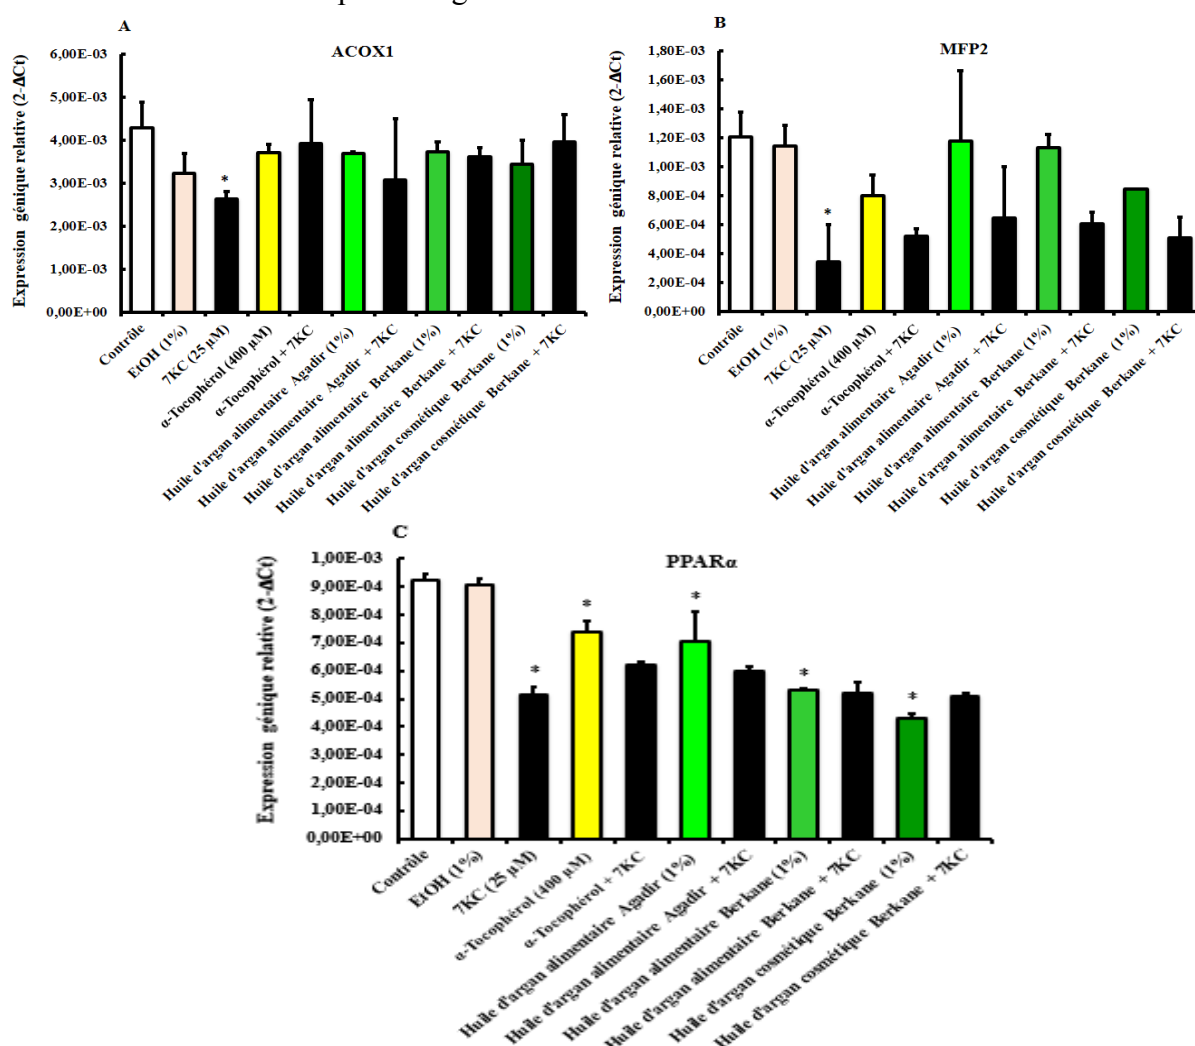 A
ACOX1
Expression génique relative (2-ΔCt)
6,00E-03
5,00E-03
4,00E-03
3,00E-03
2,00E-03
1,00E-03
0,00E+00
*
Contrôle
EtOH (1%)
7KC (25 µM)
α-Tocophérol (400 µM)
α-Tocophérol + 7KC
Huile d'argan alimentaire Agadir (1%)
Huile d'argan alimentaire Agadir + 7KC
Huile d'argan alimentaire Berkane (1%)
Huile d'argan alimentaire Berkane + 7KC
Huile d'argan cosmétique Berkane (1%)
Huile d'argan cosmétique Berkane + 7KC
B
MFP2
Expression génique relative (2-ΔCt)
1,80E-03
1,60E-03
1,40E-03
1,20E-03
1,00E-03
8,00E-04
6,00E-04
4,00E-04
2,00E-04
0,00E+00
*
Contrôle
EtOH (1%)
7KC (25 µM)
α-Tocophérol (400 µM)
α-Tocophérol + 7KC
Huile d'argan alimentaire Agadir (1%)
Huile d'argan alimentaire Agadir + 7KC
Huile d'argan alimentaire Berkane (1%)
Huile d'argan alimentaire Berkane + 7KC
Huile d'argan cosmétique Berkane (1%)
Huile d'argan cosmétique Berkane + 7KC
C
PPARα
Expression génique relative (2-ΔCt)
1,00E-03
9,00E-04
8,00E-04
7,00E-04
6,00E-04
5,00E-04
4,00E-04
3,00E-04
2,00E-04
1,00E-04
0,00E+00
* * * * *
Contrôle
EtOH (1%)
7KC (25 µM)
α-Tocophérol (400 µM)
α-Tocophérol + 7KC
Huile d'argan alimentaire Agadir (1%)
Huile d'argan alimentaire Agadir + 7KC
Huile d'argan alimentaire Berkane (1%)
Huile d'argan alimentaire Berkane + 7KC
Huile d'argan cosmétique Berkane (1%)
Huile d'argan cosmétique Berkane + 7KC